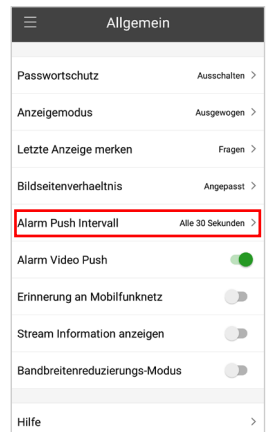 Allgemein
Passwortschutz Ausschalten
Anzeigemodus Ausgewogen
Letzte Anzeige merken Fragen
Bildseitenverhaeltnis Angepasst
Alarm Push Intervall Alle 30 Sekunden
Alarm Video Push
Erinnerung an Mobilfunknetz
Stream Information anzeigen
Bandbreitenreduzierungs-Modus
Hilfe